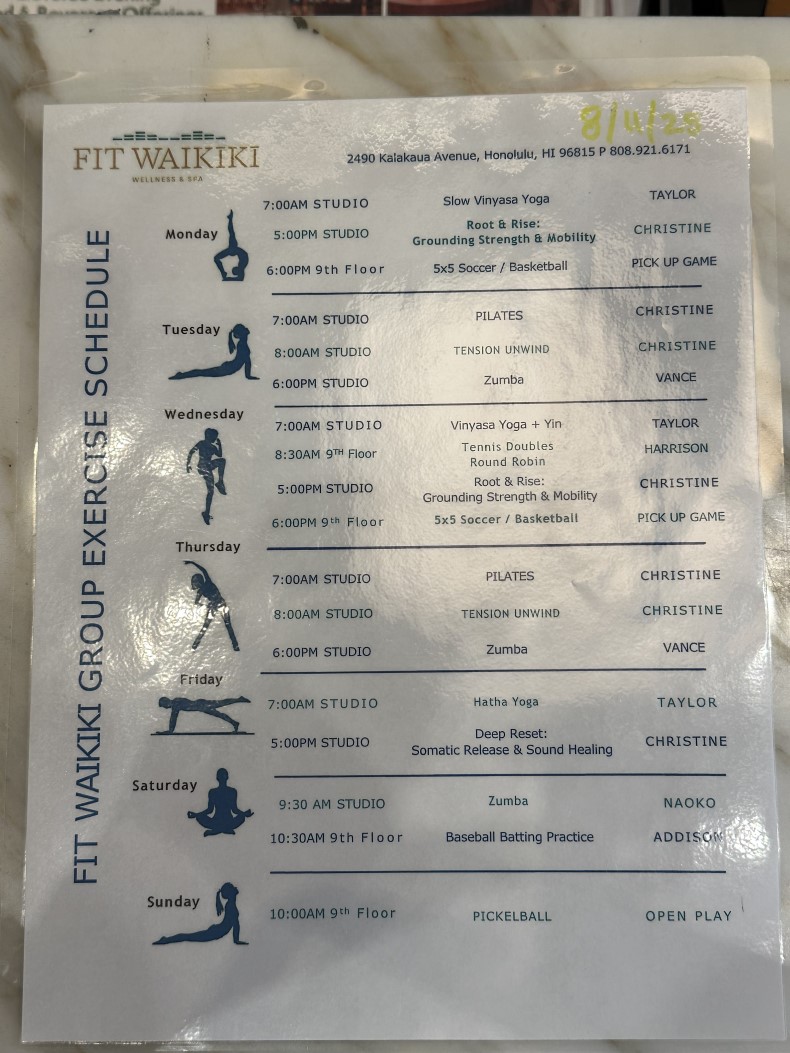 8/11/25
FIT WAIKIKI
WELLNESS & SPA
2490 Kalakaua Avenue, Honolulu, HI 96815 P 808.921.6171
FIT WAIKIKI GROUP EXERCISE SCHEDULE
Monday
7:00AM STUDIO Slow Vinyasa Yoga TAYLOR
5:00PM STUDIO Root & Rise: CHRISTINE
Grounding Strength & Mobility
6:00PM 9th Floor 5x5 Soccer / Basketball PICK UP GAME
Tuesday
7:00AM STUDIO PILATES CHRISTINE
8:00AM STUDIO TENSION UNWIND CHRISTINE
6:00PM STUDIO Zumba VANCE
Wednesday
7:00AM STUDIO Vinyasa Yoga + Yin TAYLOR
8:30AM 9TH Floor Tennis Doubles HARRISON
Round Robin
5:00PM STUDIO Root & Rise: CHRISTINE
Grounding Strength & Mobility
6:00PM 9th Floor 5x5 Soccer / Basketball PICK UP GAME
Thursday
7:00AM STUDIO PILATES CHRISTINE
8:00AM STUDIO TENSION UNWIND CHRISTINE
6:00PM STUDIO Zumba VANCE
Friday
7:00AM STUDIO Hatha Yoga TAYLOR
5:00PM STUDIO Deep Reset: CHRISTINE
Somatic Release & Sound Healing
Saturday
9:30 AM STUDIO Zumba NAOKO
10:30AM 9th Floor Baseball Batting Practice ADDISON
Sunday
10:00AM 9th Floor PICKELBALL OPEN PLAY